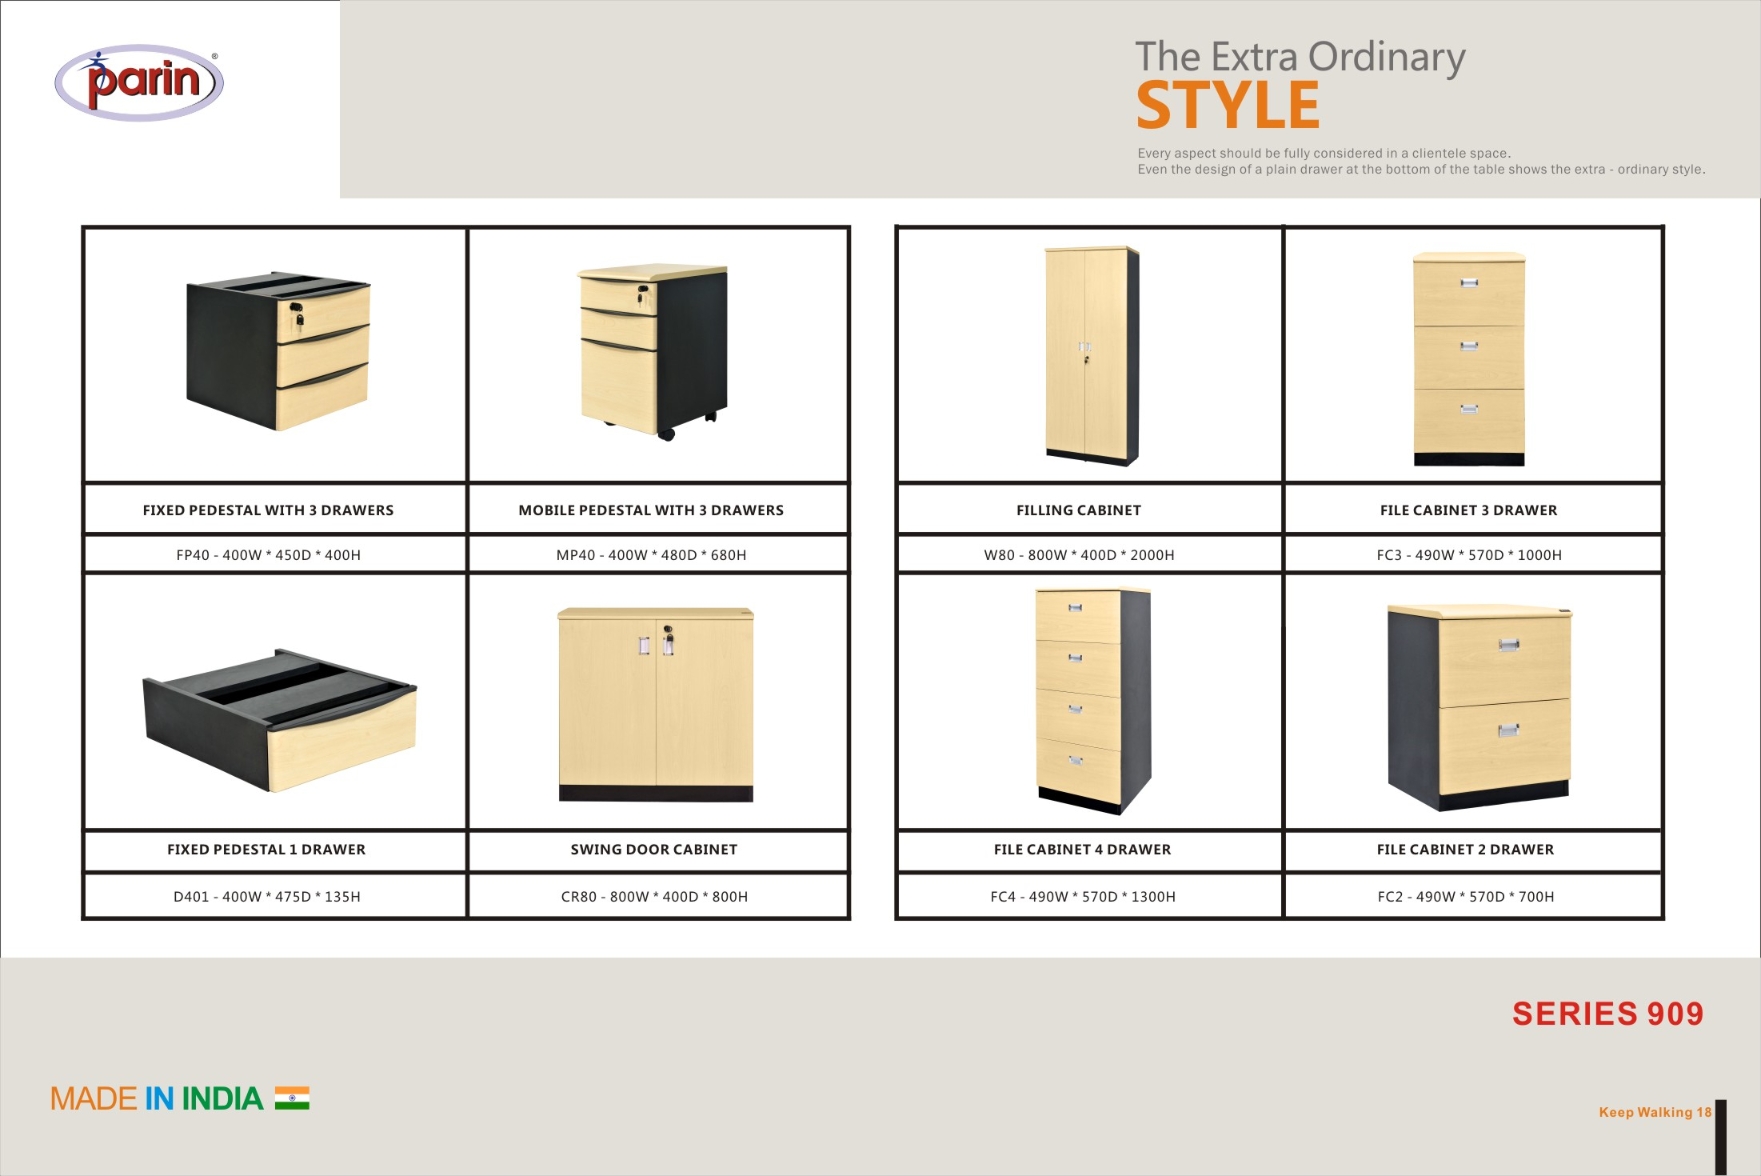 parin®
The Extra Ordinary
STYLE
Every aspect should be fully considered in a clientele space.
Even the design of a plain drawer at the bottom of the table shows the extra - ordinary style.
FIXED PEDESTAL WITH 3 DRAWERS
MOBILE PEDESTAL WITH 3 DRAWERS
FP40 - 400W * 450D * 400H
MP40 - 400W * 480D * 680H
FIXED PEDESTAL 1 DRAWER
SWING DOOR CABINET
D401 - 400W * 475D * 135H
CR80 - 800W * 400D * 800H
FILLING CABINET
FILE CABINET 3 DRAWER
W80 - 800W * 400D * 2000H
FC3 - 490W * 570D * 1000H
FILE CABINET 4 DRAWER
FILE CABINET 2 DRAWER
FC4 - 490W * 570D * 1300H
FC2 - 490W * 570D * 700H
SERIES 909
MADE IN INDIA
Keep Walking 18